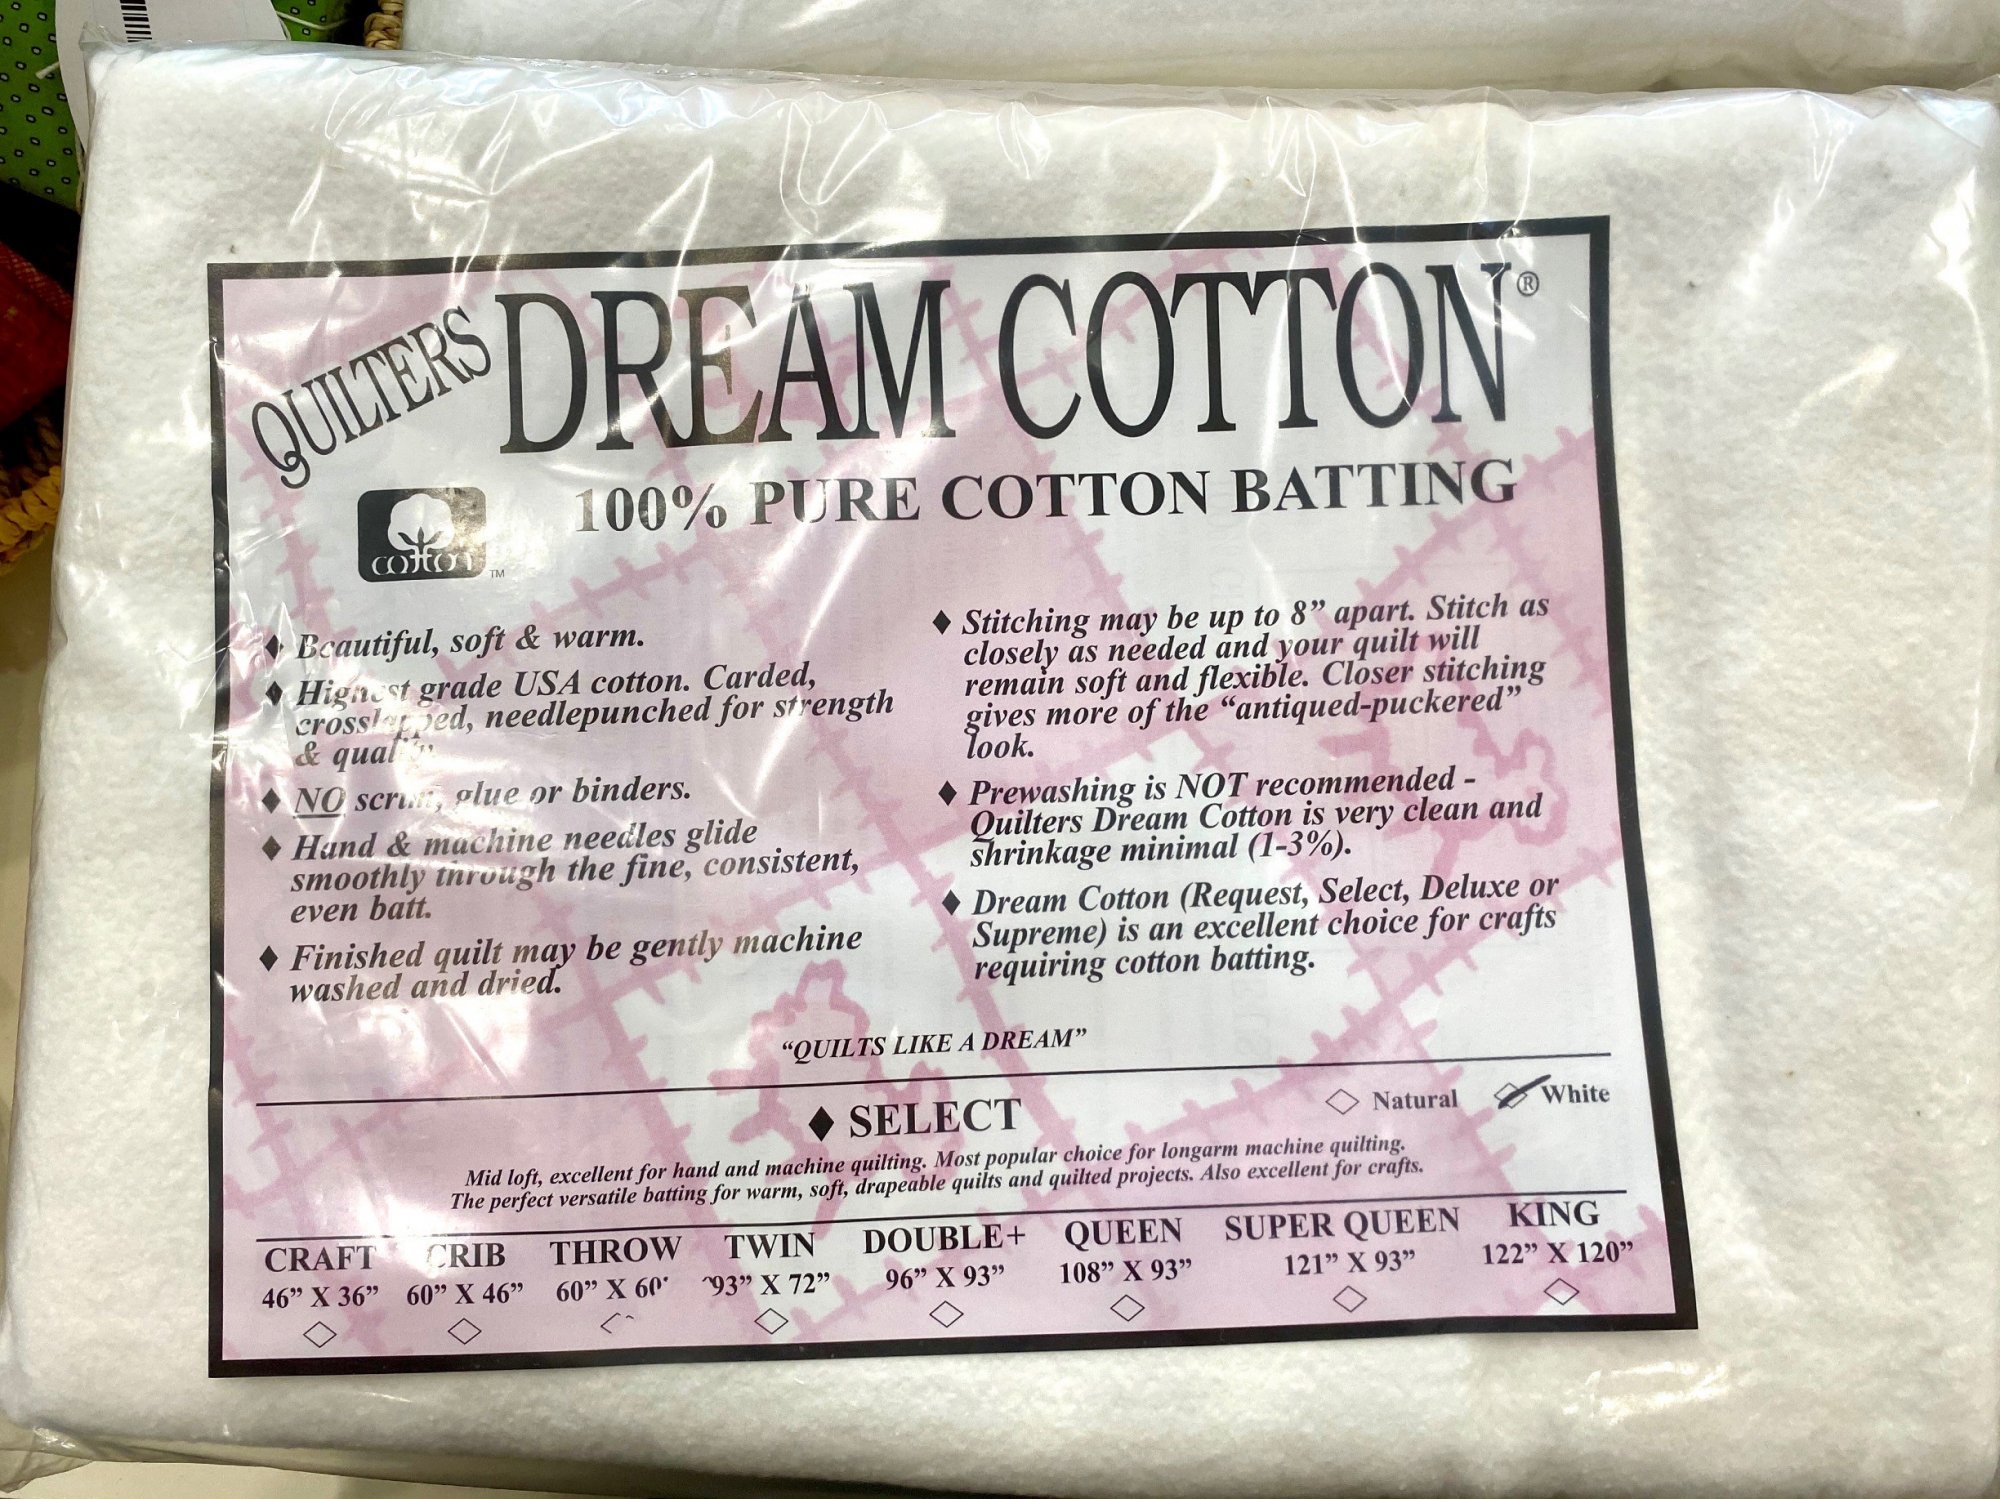 QUILTERS DREAM COTTON®
100% PURE COTTON BATTING
cotton TM
♦ Beautiful, soft & warm.
♦ Highest grade USA cotton. Carded,
crosslapped, needlepunched for strength
& quality.
♦ NO scrim, glue or binders.
♦ Hand & machine needles glide
smoothly through the fine, consistent,
even batt.
♦ Finished quilt may be gently machine
washed and dried.
♦ Stitching may be up to 8” apart. Stitch as
closely as needed and your quilt will
remain soft and flexible. Closer stitching
gives more of the “antiqued-puckered”
look.
♦ Prewashing is NOT recommended -
Quilters Dream Cotton is very clean and
shrinkage minimal (1-3%).
♦ Dream Cotton (Request, Select, Deluxe or
Supreme) is an excellent choice for crafts
requiring cotton batting.
“QUILTS LIKE A DREAM”
♦ SELECT
◇ Natural ◇ White
Mid loft, excellent for hand and machine quilting. Most popular choice for longarm machine quilting.
The perfect versatile batting for warm, soft, drapeable quilts and quilted projects. Also excellent for crafts.
CRAFT CRIB THROW TWIN DOUBLE+ QUEEN SUPER QUEEN KING
46” X 36” 60” X 46” 60” X 60” 93” X 72” 96” X 93” 108” X 93” 121” X 93” 122” X 120”